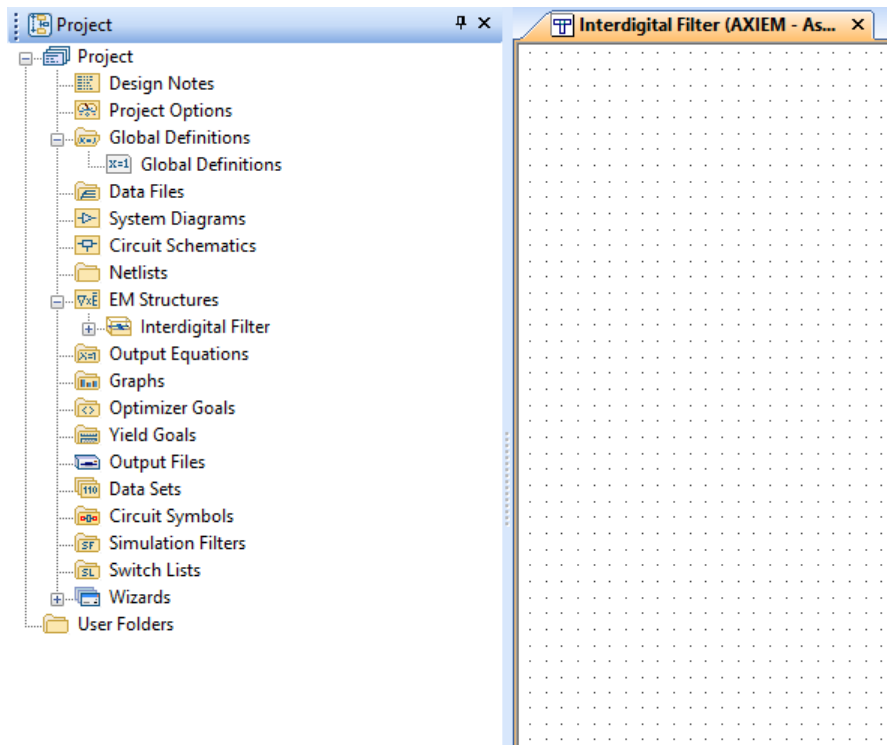 Project
Interdigital Filter (AXIEM - As...
Project
Design Notes
Project Options
Global Definitions
X=1 Global Definitions
Data Files
System Diagrams
Circuit Schematics
Netlists
EM Structures
Interdigital Filter
Output Equations
Graphs
Optimizer Goals
Yield Goals
Output Files
110 Data Sets
Circuit Symbols
SF Simulation Filters
SL Switch Lists
Wizards
User Folders